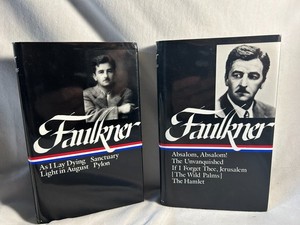 Faulkner
As I Lay Dying Sanctuary
Light in August Pylon
Faulkner
Absalom, Absalom!
The Unvanquished
If I Forget Thee, Jerusalem
[The Wild Palms]
The Hamlet